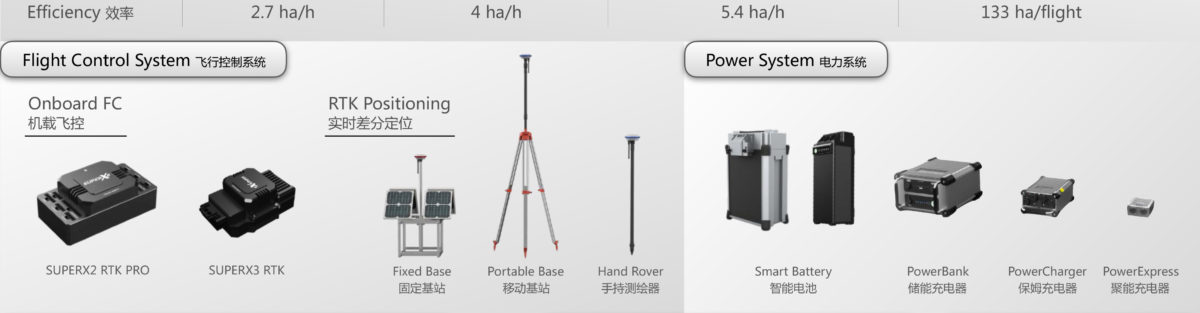 Efficiency 效率 2.7 ha/h 4 ha/h 5.4 ha/h 133 ha/flight
Flight Control System 飞行控制系统
Power System 电力系统
Onboard FC
机载飞控
RTK Positioning
实时差分定位
SUPERX2 RTK PRO
SUPERX3 RTK
Fixed Base
固定基站
Portable Base
移动基站
Hand Rover
手持测绘器
Smart Battery
智能电池
PowerBank
储能充电器
PowerCharger
保姆充电器
PowerExpress
聚能充电器